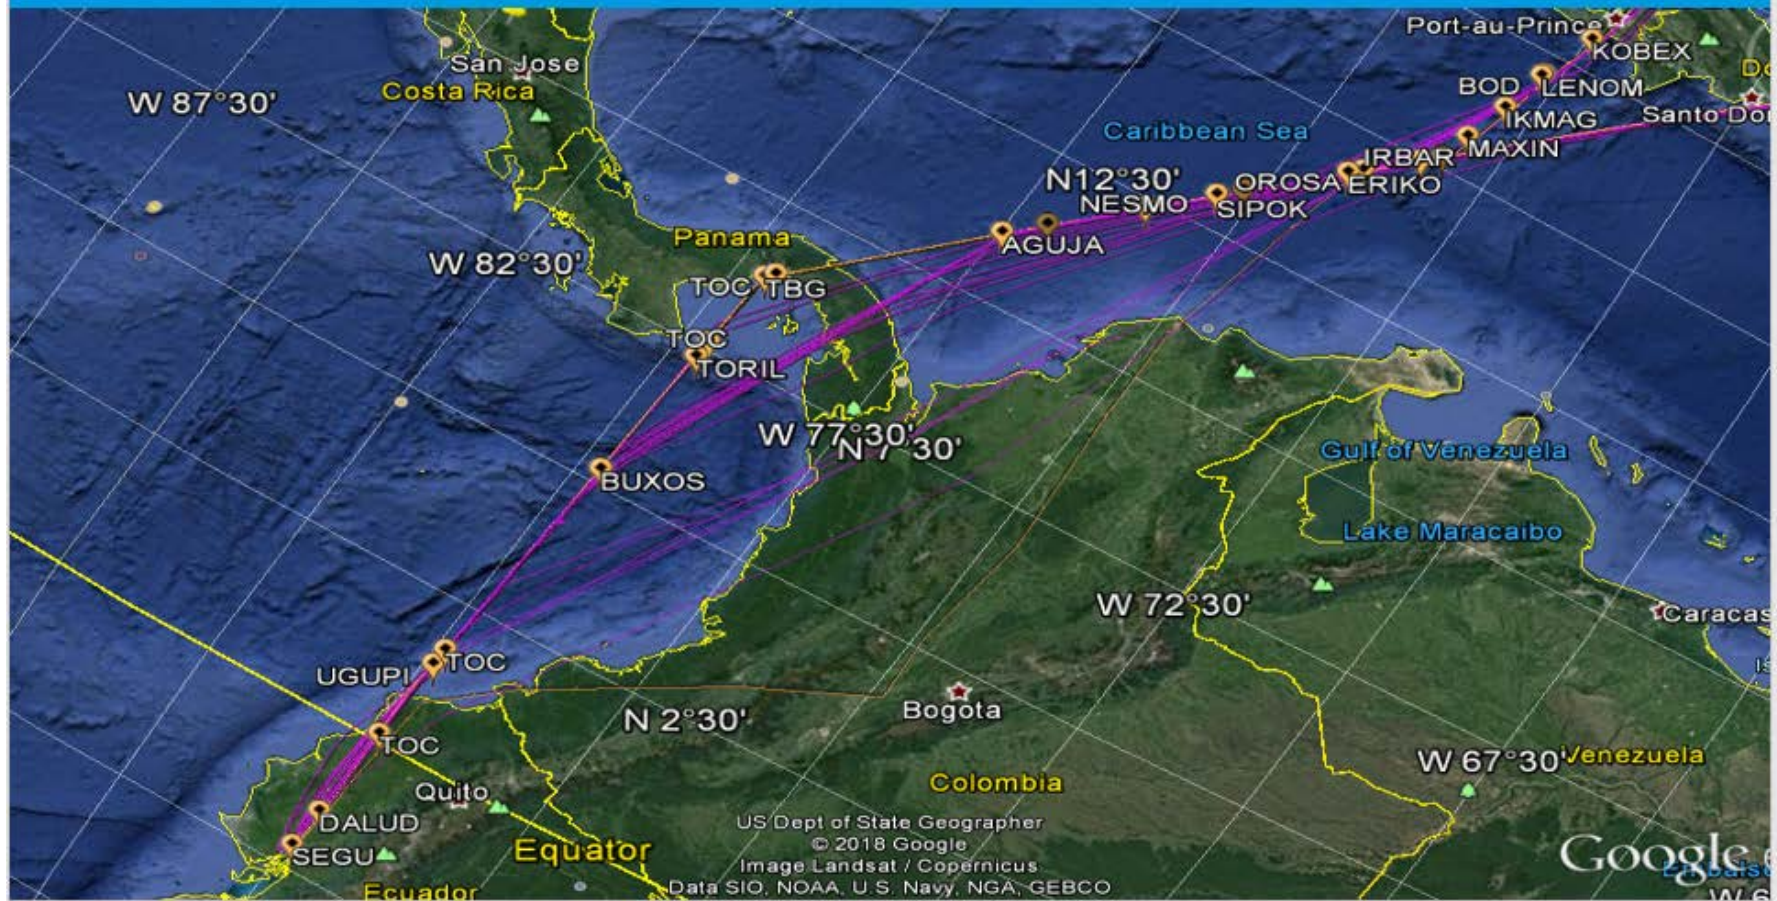 Port-au-Princ
KOBEX
San Jose
Costa Rica
W 87°30'
BOD
LENOM
IKMAG
Santo Do
Caribbean Sea
MAXIN
IRBAR
N12°30'
OROSA
ERIKO
NESMO
SIPOK
Panama
AGUJA
W 82°30'
TOC
TBG
TOC
TORIL
W 77°30'
N 7°30'
Gulf of Venezuela
BUXOS
Lake Maracaibo
W 72°30'
Caracas
UGUPI
TOC
Bogota
N 2°30'
TOC
Venezuela
W 67°30'
Quito
Colombia
DALUD
US Dept of State Geographer
© 2018 Google
Image Landsat / Copernicus
Data SIO, NOAA, U.S. Navy, NGA, GEBCO
SEGU
Equator
Google
Ecuador
W 6